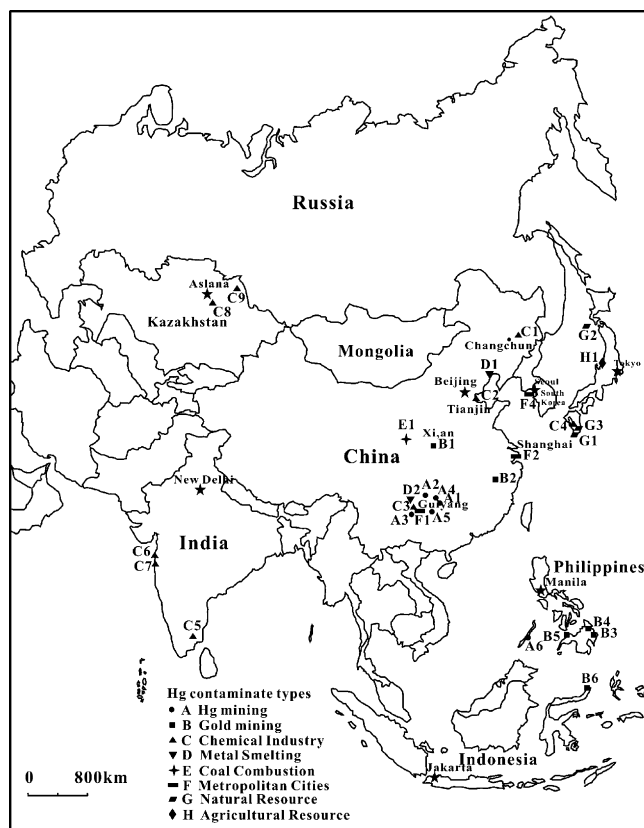 Russia
Aslana
C9
C8
Kazakhstan
Mongolia
C1
Changchun
G2
H1
Tokyo
D1
Beijing
C2
Tianjin
Seoul
South
Korea
F4
C4
G3
G1
E1
Xi,an
B1
China
Shanghai
F2
B2
New Delhi
A2
D2
A4
A1
C3
Guiyang
A3
F1
A5
India
C6
C7
C5
Philippines
Manila
B4
B5
B3
A6
B6
Indonesia
Jakarta
Hg contaminate types
A Hg mining
B Gold mining
C Chemical Industry
D Metal Smelting
E Coal Combustion
F Metropolitan Cities
G Natural Resource
H Agricultural Resource
0 800km